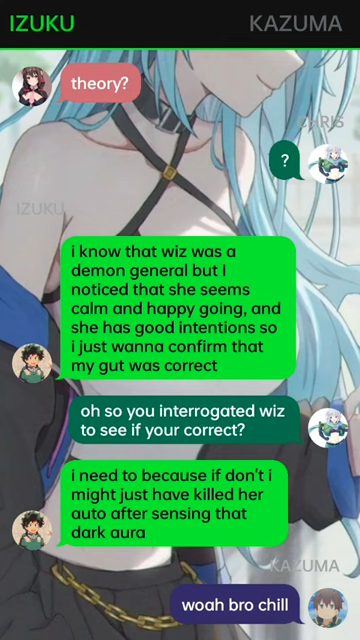 IZUKU KAZUMA
theory?
CHRIS
?
IZUKU
i know that wiz was a
demon general but I
noticed that she seems
calm and happy going, and
she has good intentions so
i just wanna confirm that
my gut was correct
oh so you interrogated wiz
to see if your correct?
i need to because if don't i
might just have killed her
auto after sensing that
dark aura
KAZUMA
woah bro chill